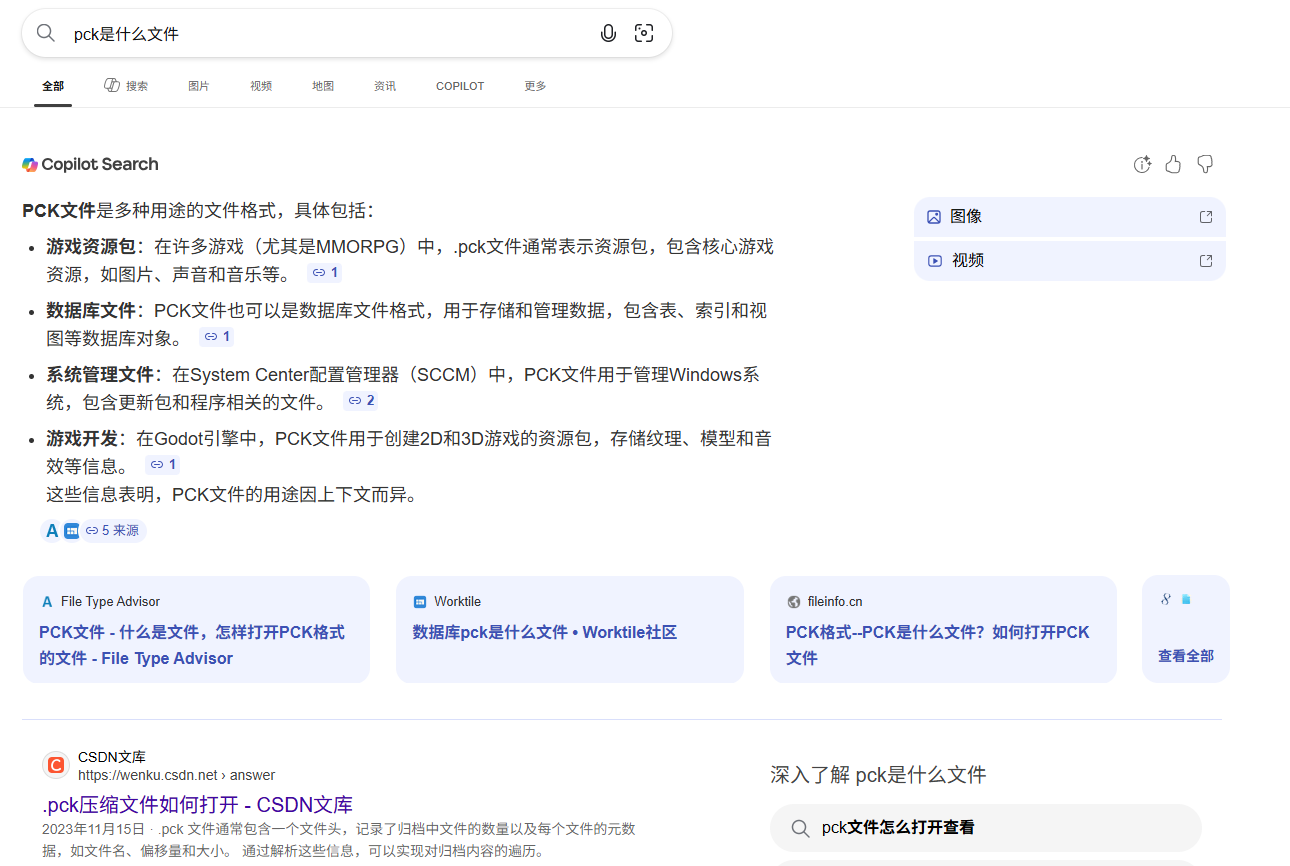 pck是什么文件
全部 搜索 图片 视频 地图 资讯 COPILOT 更多
Copilot Search
PCK文件是多种用途的文件格式，具体包括：
• 游戏资源包：在许多游戏（尤其是MMORPG）中，.pck文件通常表示资源包，包含核心游戏
资源，如图片、声音和音乐等。 1
• 数据库文件：PCK文件也可以是数据库文件格式，用于存储和管理数据，包含表、索引和视
图等数据库对象。 1
• 系统管理文件：在System Center配置管理器（SCCM）中，PCK文件用于管理Windows系
统，包含更新包和程序相关的文件。 2
• 游戏开发：在Godot引擎中，PCK文件用于创建2D和3D游戏的资源包，存储纹理、模型和音
效等信息。 1
这些信息表明，PCK文件的用途因上下文而异。
A 5 来源
图像
视频
A File Type Advisor
PCK文件 - 什么是文件，怎样打开PCK格式
的文件 - File Type Advisor
Worktile
数据库pck是什么文件 • Worktile社区
fileinfo.cn
PCK格式--PCK是什么文件？如何打开PCK
文件
查看全部
C CSDN文库
https://wenku.csdn.net › answer
.pck压缩文件如何打开 - CSDN文库
2023年11月15日 · .pck 文件通常包含一个文件头，记录了归档中文件的数量以及每个文件的元数
据，如文件名、偏移量和大小。 通过解析这些信息，可以实现对归档内容的遍历。
深入了解 pck是什么文件
pck文件怎么打开查看